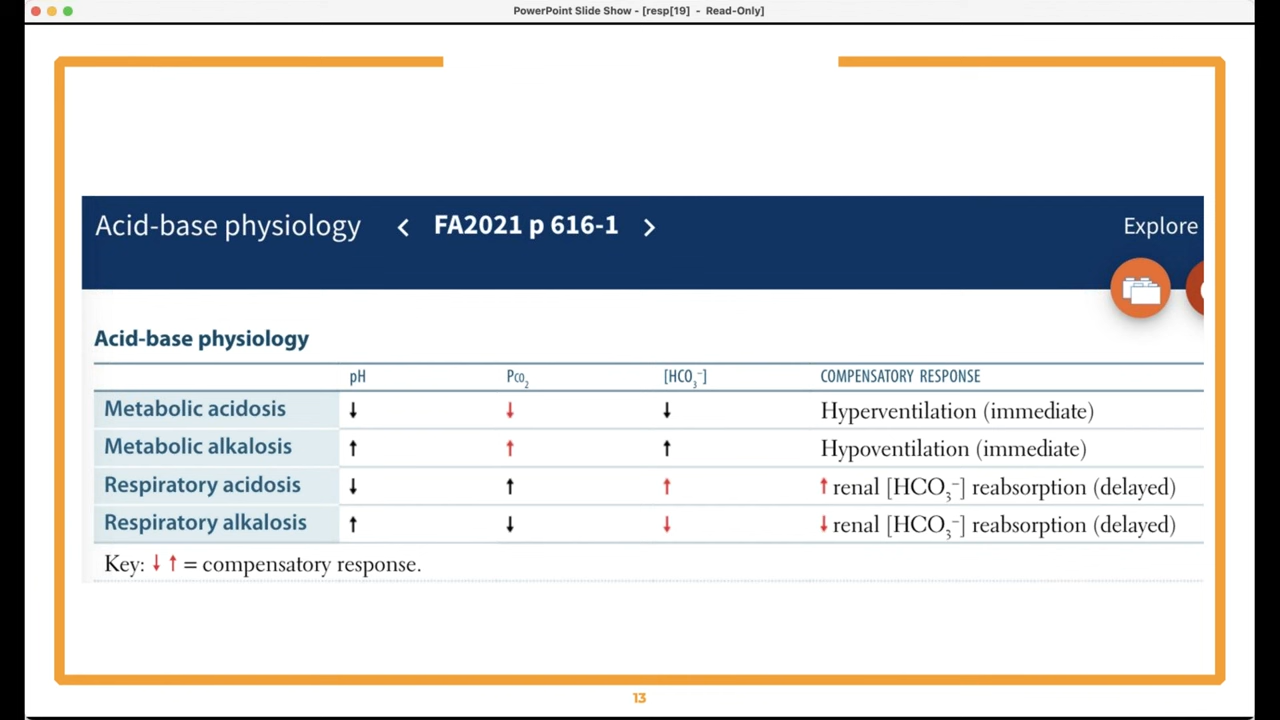 PowerPoint Slide Show - [resp[19] - Read-Only]
Acid-base physiology < FA2021 p 616-1 > Explore
Acid-base physiology
pH Pco₂ [HCO₃⁻] COMPENSATORY RESPONSE
Metabolic acidosis ↓ ↓ ↓ Hyperventilation (immediate)
Metabolic alkalosis ↑ ↑ ↑ Hypoventilation (immediate)
Respiratory acidosis ↓ ↑ ↑ ↑ renal [HCO₃⁻] reabsorption (delayed)
Respiratory alkalosis ↑ ↓ ↓ ↓ renal [HCO₃⁻] reabsorption (delayed)
Key: ↓ ↑ = compensatory response.
13